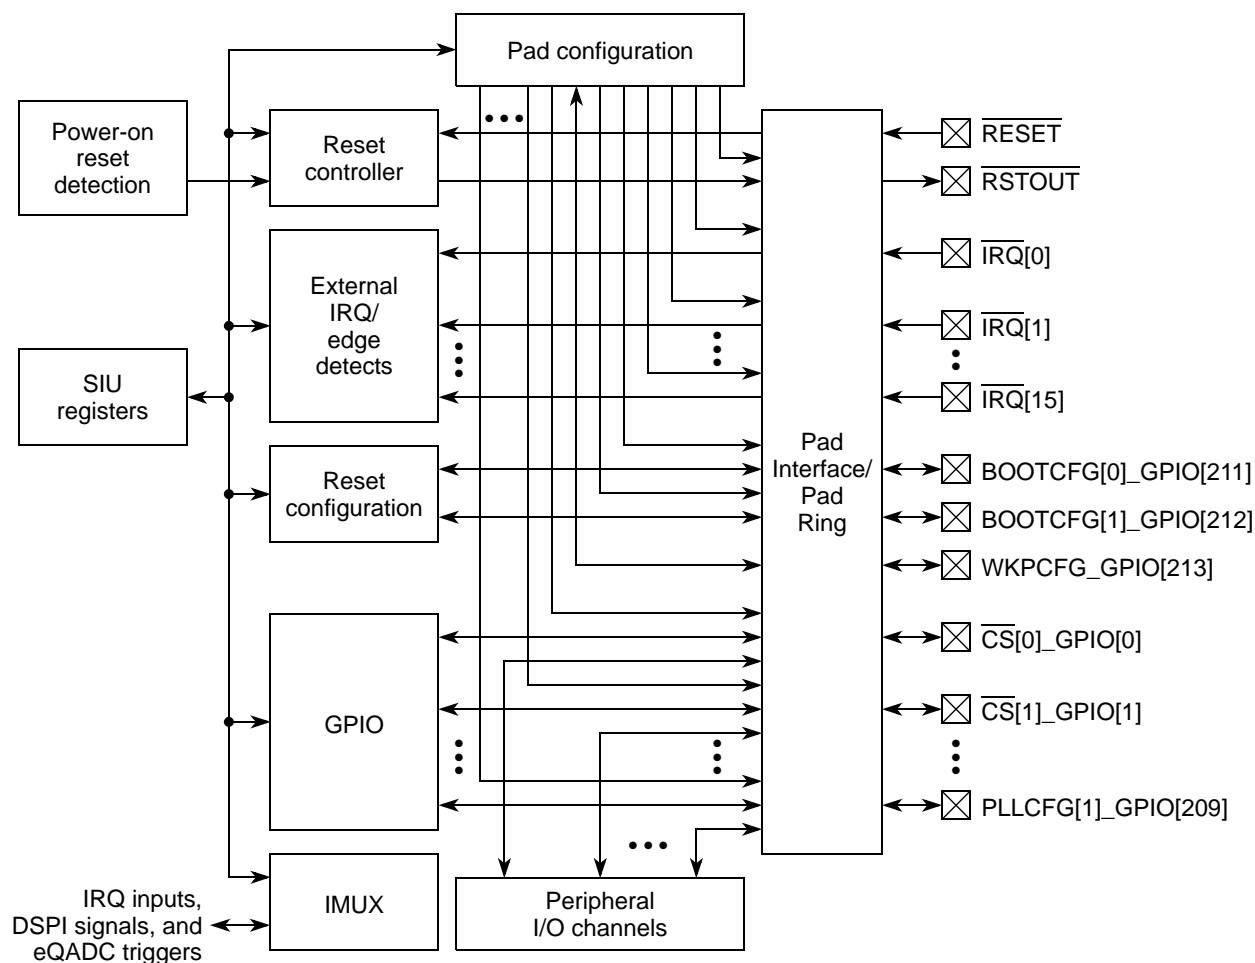 Pad configuration
Power-on
reset
detection
Reset
controller
RESET
RSTOUT
External
IRQ/
edge
detects
IRQ[0]
IRQ[1]
IRQ[15]
SIU
registers
Pad
Interface/
Pad
Ring
Reset
configuration
BOOTCFG[0]_GPIO[211]
BOOTCFG[1]_GPIO[212]
WKPCFG_GPIO[213]
GPIO
CS[0]_GPIO[0]
CS[1]_GPIO[1]
PLLCFG[1]_GPIO[209]
IMUX
IRQ inputs,
DSPI signals, and
eQADC triggers
Peripheral
I/O channels